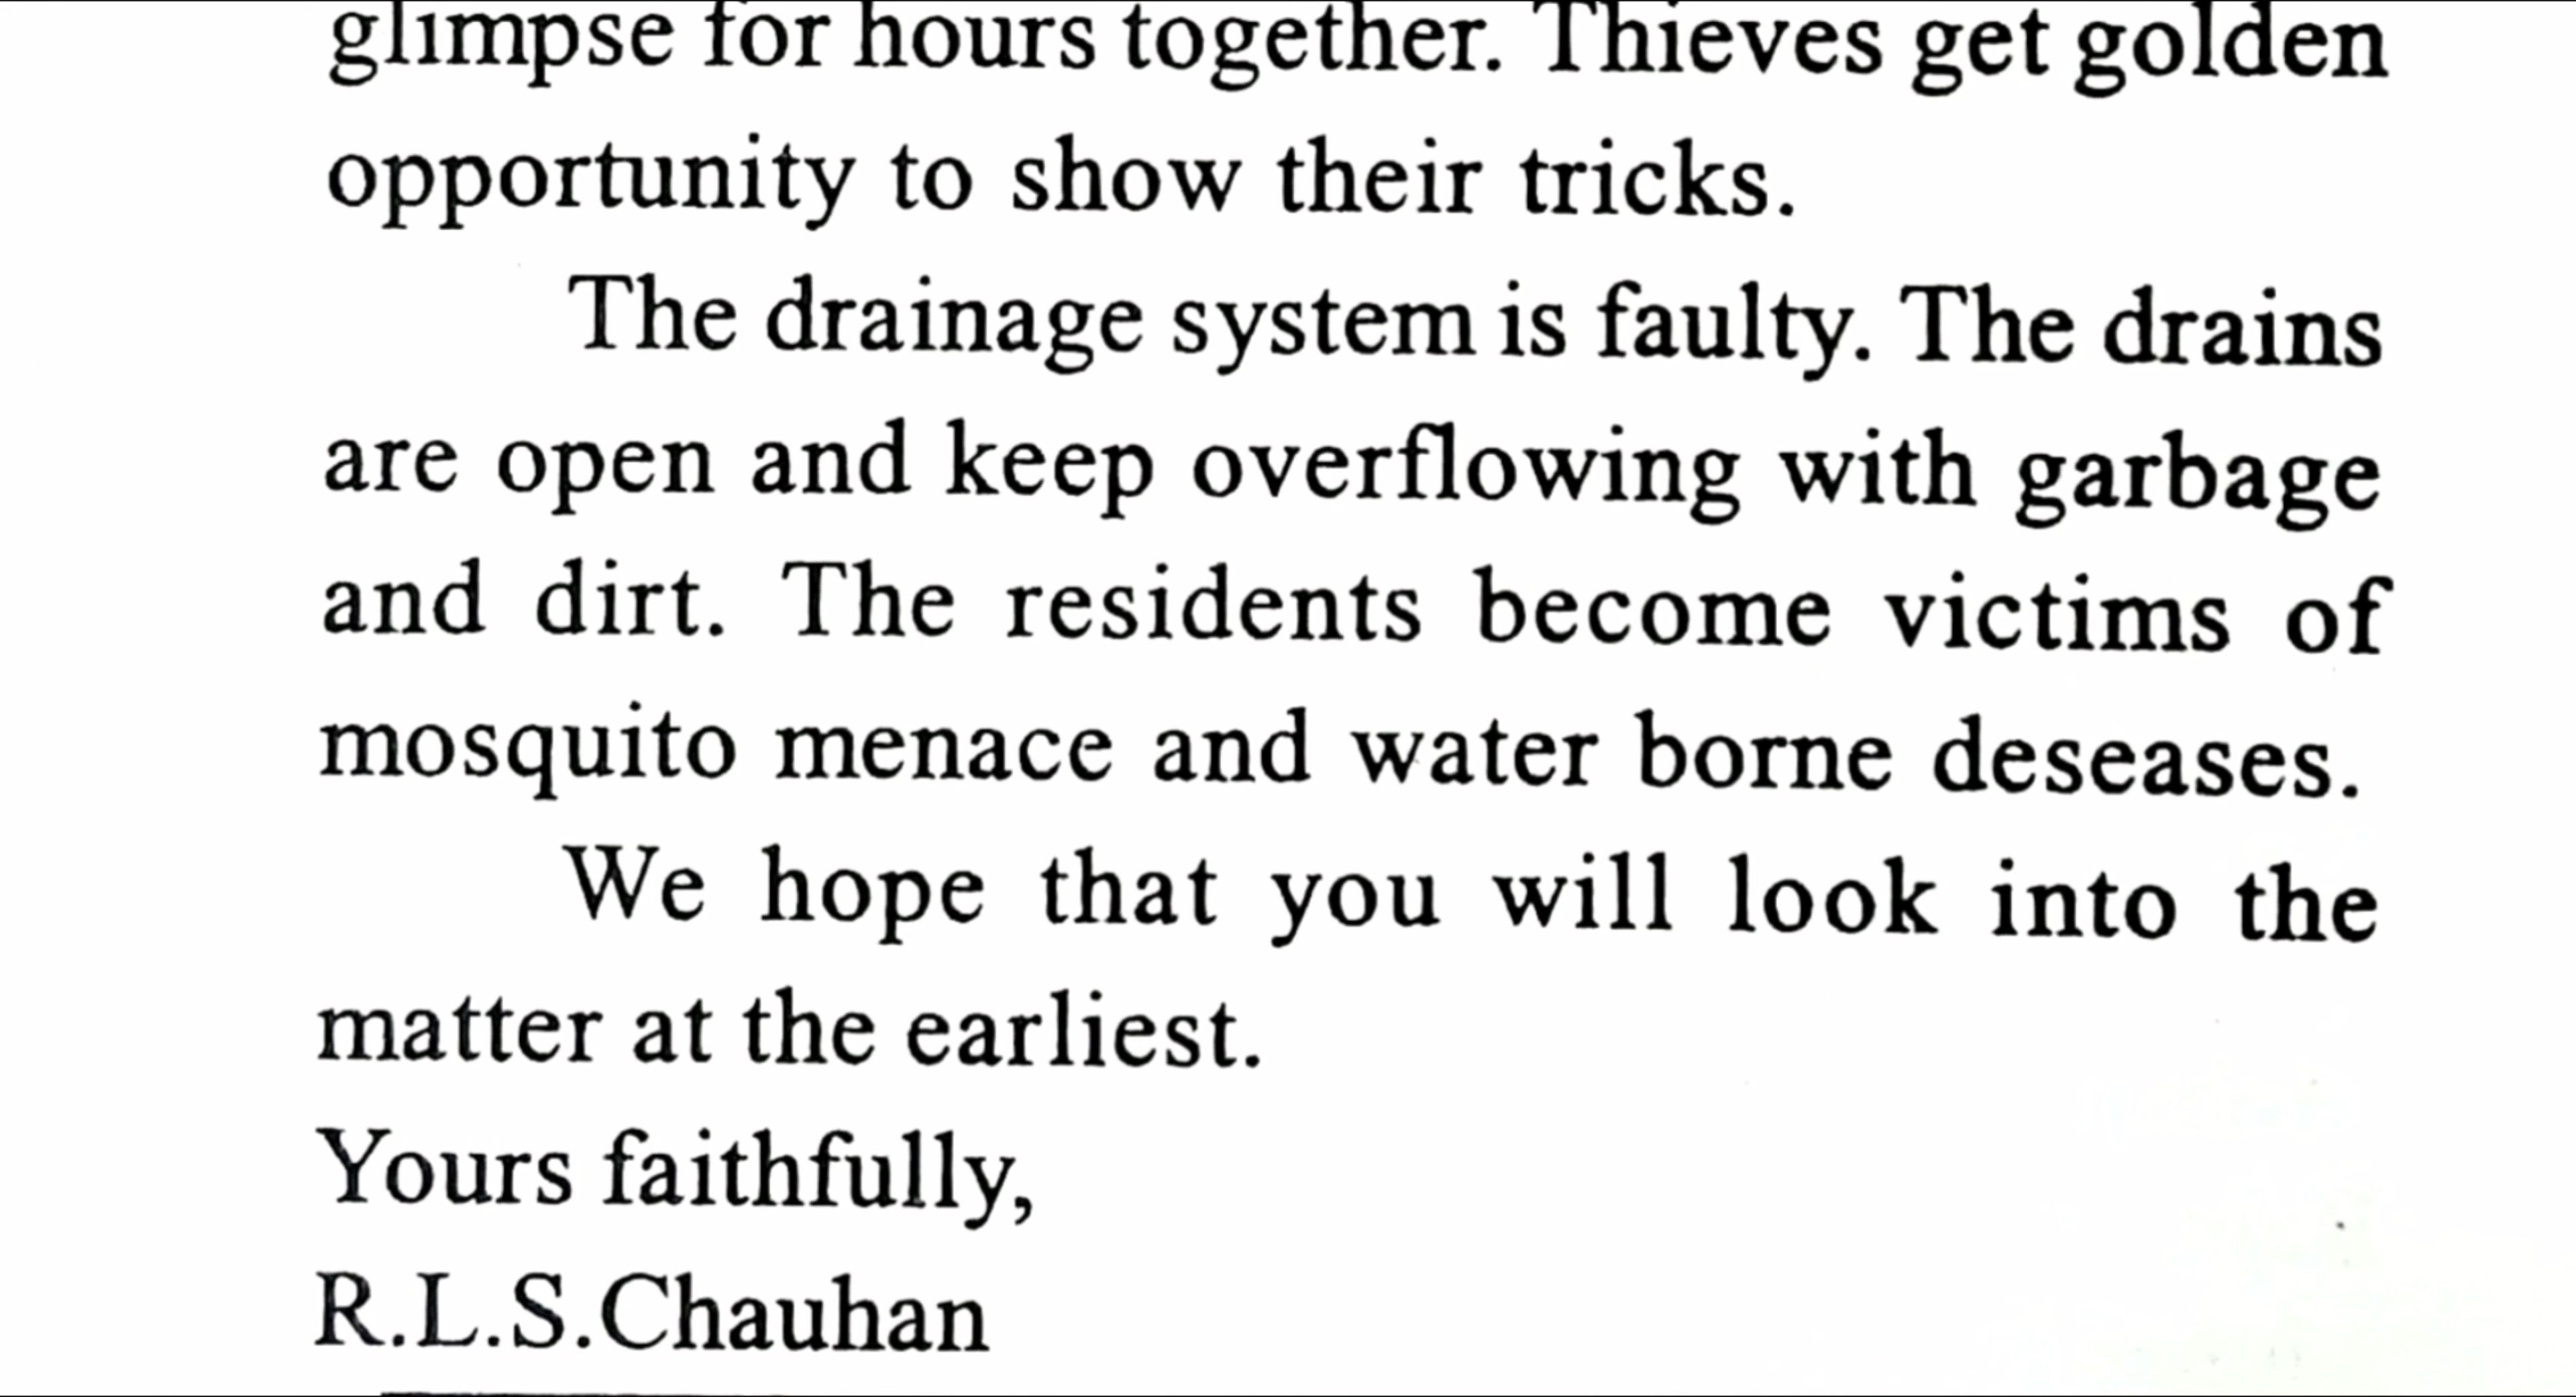 glimpse for hours together. Thieves get golden
opportunity to show their tricks.
The drainage system is faulty. The drains
are open and keep overflowing with garbage
and dirt. The residents become victims of
mosquito menace and water borne deseases.
We hope that you will look into the
matter at the earliest.
Yours faithfully,
R.L.S.Chauhan